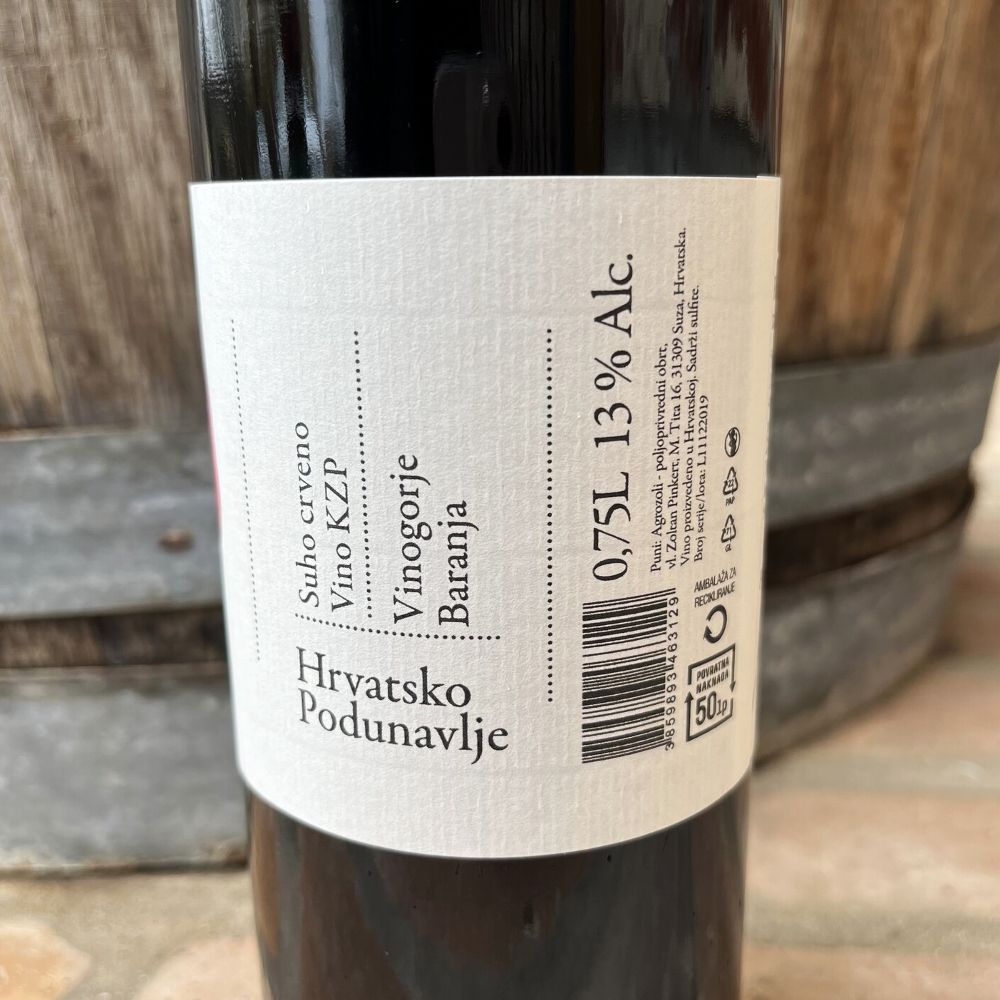 Suho crveno
Vino KZP
Vinogorje
Baranja
Hrvatsko
Podunavlje
0,75L 13 % Alc.
Puni: Agrozoli - poljoprivredni obrt,
vl. Zoltan Pinkert, M. Tita 16, 31309 Suza, Hrvatska.
Vino proizvedeno u Hrvatskoj. Sadrži sulfite.
Broj serije/lota: L11122019
3859893463129
AMBALAŽA ZA
RECIKLIRANJE
POVRATNA
NAKNADA
50lp